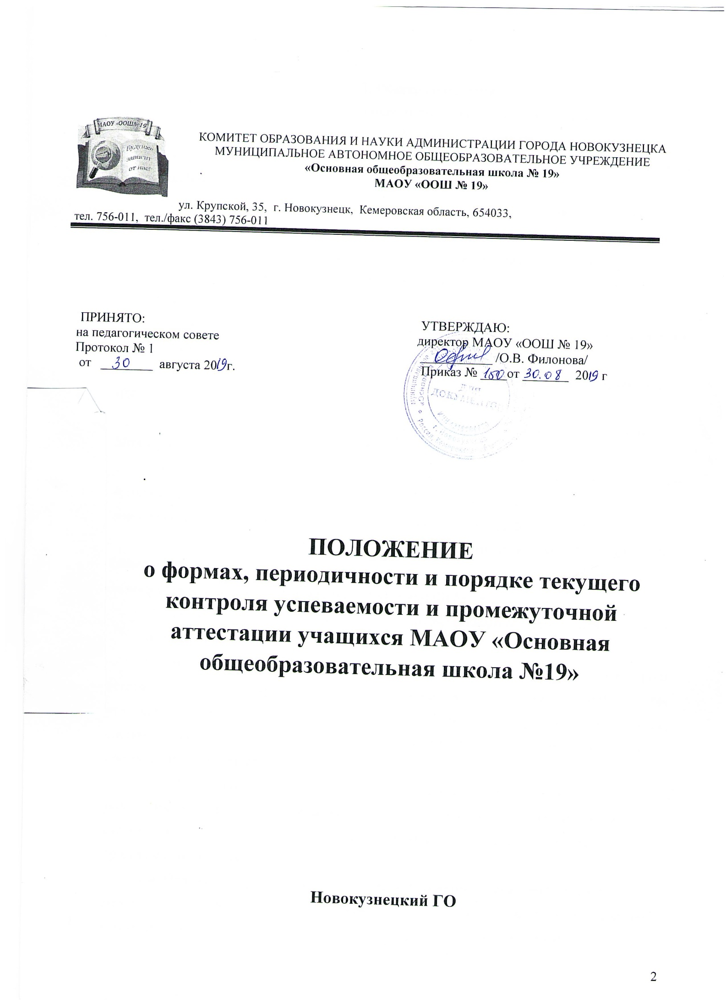 МАОУ «ООШ№19
Будущее
зависит
от нас!
КОМИТЕТ ОБРАЗОВАНИЯ И НАУКИ АДМИНИСТРАЦИИ ГОРОДА НОВОКУЗНЕЦКА
МУНИЦИПАЛЬНОЕ АВТОНОМНОЕ ОБЩЕОБРАЗОВАТЕЛЬНОЕ УЧРЕЖДЕНИЕ
«Основная общеобразовательная школа № 19»
МАОУ «ООШ № 19»
ул. Крупской, 35, г. Новокузнецк, Кемеровская область, 654033,
тел. 756-011, тел./факс (3843) 756-011
ПРИНЯТО:
на педагогическом совете
Протокол № 1
от 30 августа 2019г.
УТВЕРЖДАЮ:
директор МАОУ «ООШ № 19»
/О.В. Филонова/
Приказ № 150 от 30.08 2019 г
ПОЛОЖЕНИЕ
о формах, периодичности и порядке текущего
контроля успеваемости и промежуточной
аттестации учащихся МАОУ «Основная
общеобразовательная школа №19»
Новокузнецкий ГО
2